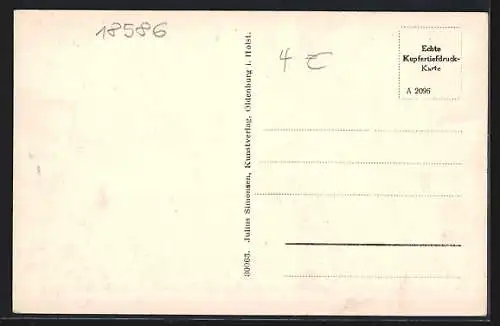 18586
4 €
Echte
Kupfertiefdruck-
Karte
A 2096
30063. Julius Simonsen, Kunstverlag, Oldenburg i. Holst.